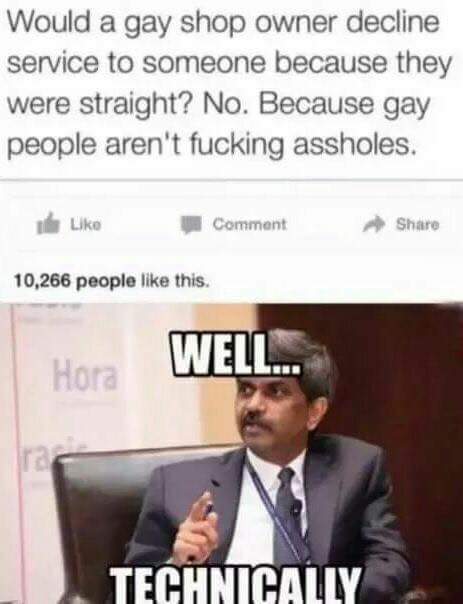 Would a gay shop owner decline
service to someone because they
were straight? No. Because gay
people aren't fucking assholes.
Like Comment Share
10,266 people like this.
WELL...
Hora
TECHNICALLY